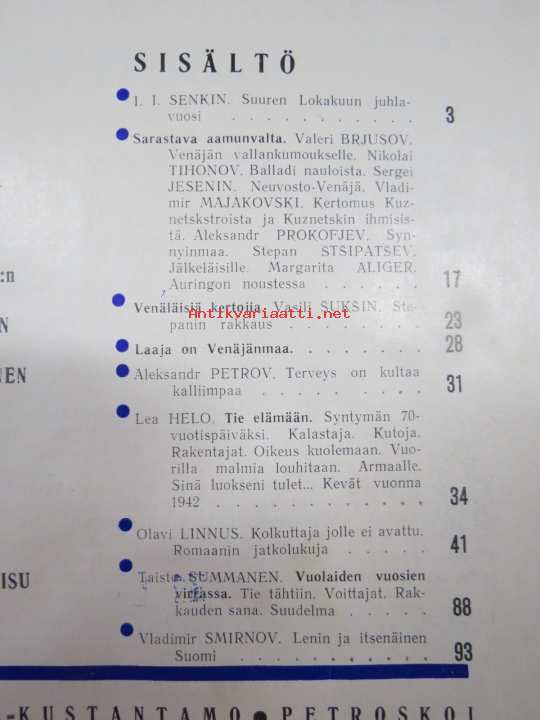 SISÄLTÖ
I. I. SENKIN. Suuren Lokakuun juhla-
vuosi . . . . . . . . . . . 3
Sarastava aamunvalta. Valeri BRJUSOV.
Venäjän vallankumoukselle. Nikolai
TIHONOV. Balladi nauloista. Sergei
JESENIN. Neuvosto-Venäjä. Vladi-
mir MAJAKOVSKI. Kertomus Kuz-
netskstroista ja Kuznetskin ihmisis-
tä. Aleksandr PROKOFJEV. Syn-
nyinmaa. Stepan STSIPATSEV.
Jälkeläisille. Margarita ALIGER.
Auringon noustessa . . . . . . 17
Venäläisiä kertojia. Vasili SUKSIN. Ste-
panin rakkaus . . . . . . . . 23
Antikvariaatti.net
Laaja on Venäjänmaa. . . . . . . . 28
Aleksandr PETROV. Terveys on kultaa
kalliimpaa . . . . . . . . . 31
Lea HELO. Tie elämään. Syntymän 70-
vuotispäiväksi. Kalastaja. Kutoja.
Rakentajat. Oikeus kuolemaan. Vuo-
rilla malmia louhitaan. Armaalle.
Sinä luokseni tulet... Kevät vuonna
1942 . . . . . . . . . . . . 34
Olavi LINNUS. Kolkuttaja jolle ei avattu.
Romaanin jatkolukuja . . . . . 41
Taisto SUMMANEN. Vuolaiden vuosien
virrassa. Tie tähtiin. Voittajat. Rak-
kauden sana. Suudelma . . . . . 88
Vladimir SMIRNOV. Lenin ja itsenäinen
Suomi . . . . . . . . . . . 93
:n
N
NEN
ISU
-KUSTANTAMO ● PETROSKOI